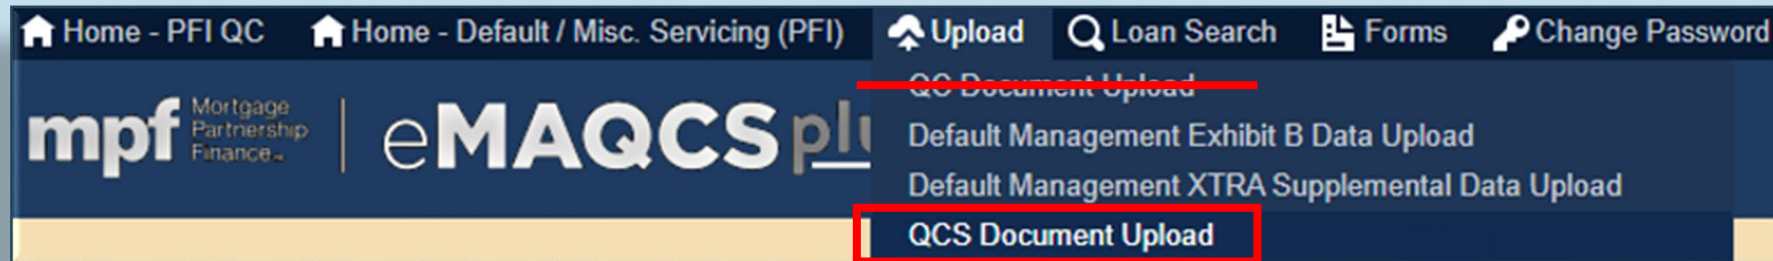 Home - PFI QC Home - Default / Misc. Servicing (PFI) Upload Loan Search Forms Change Password
QC Document Upload
mpf Mortgage Partnership Finance | eMAQCS
Default Management Exhibit B Data Upload
Default Management XTRA Supplemental Data Upload
QCS Document Upload